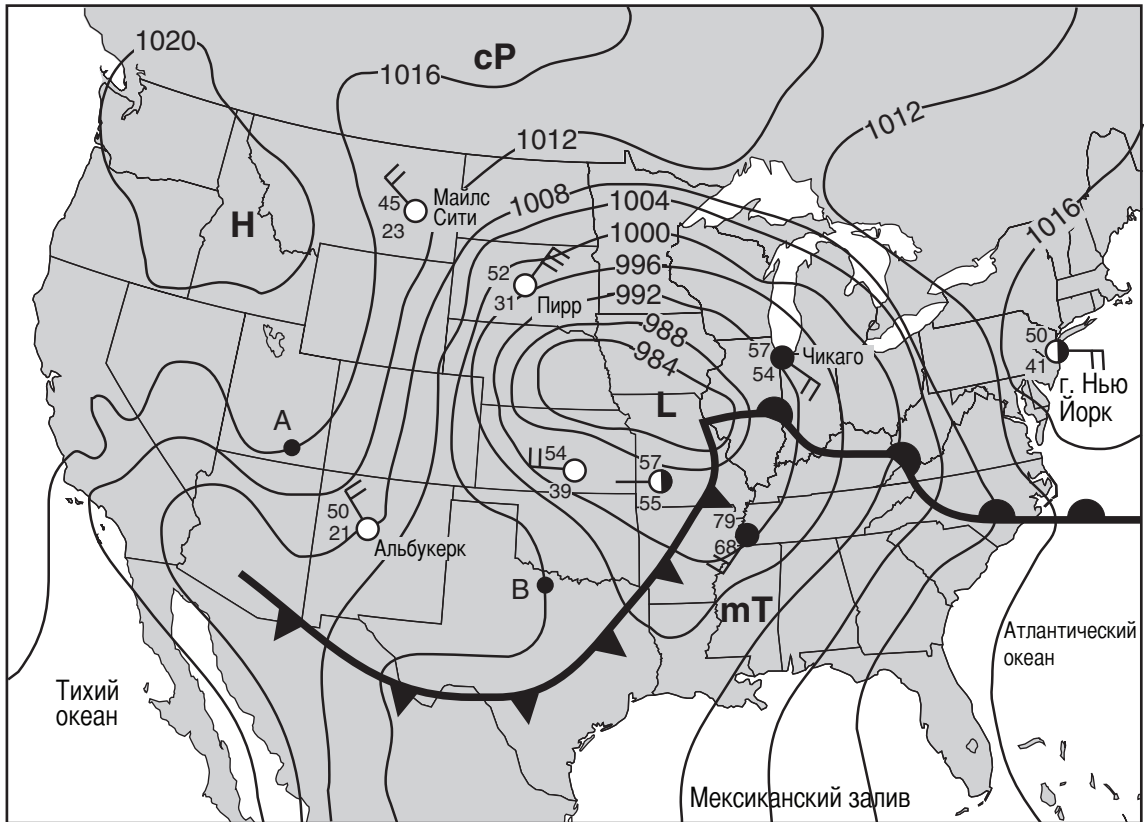 1020
cP
1016
1012
1012
45
23
Майлс
Сити
1008
1004
1016
H
1000
52
31
Пирр
996
992
988
984
57
54
Чикаго
50
41
г. Нью
Йорк
A
L
54
39
57
55
50
21
Альбукерк
79
68
B
mT
Атлантический
океан
Тихий
океан
Мексиканский залив